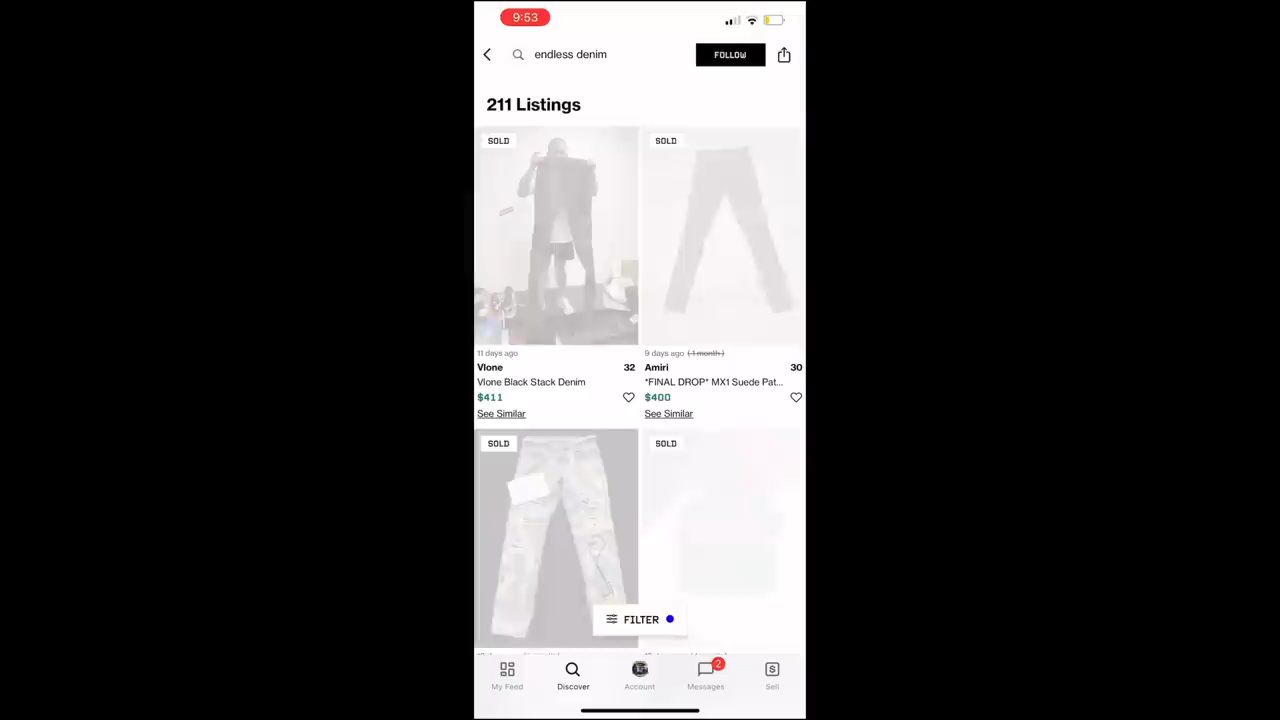 9:53
endless denim
FOLLOW
211 Listings
SOLD
SOLD
11 days ago
9 days ago (1 month)
Vlone 32
Amiri 30
Vlone Black Stack Denim
*FINAL DROP* MX1 Suede Pat...
$411
$400
See Similar
See Similar
SOLD
SOLD
FILTER
My Feed
Discover
Account
2
Messages
Sell